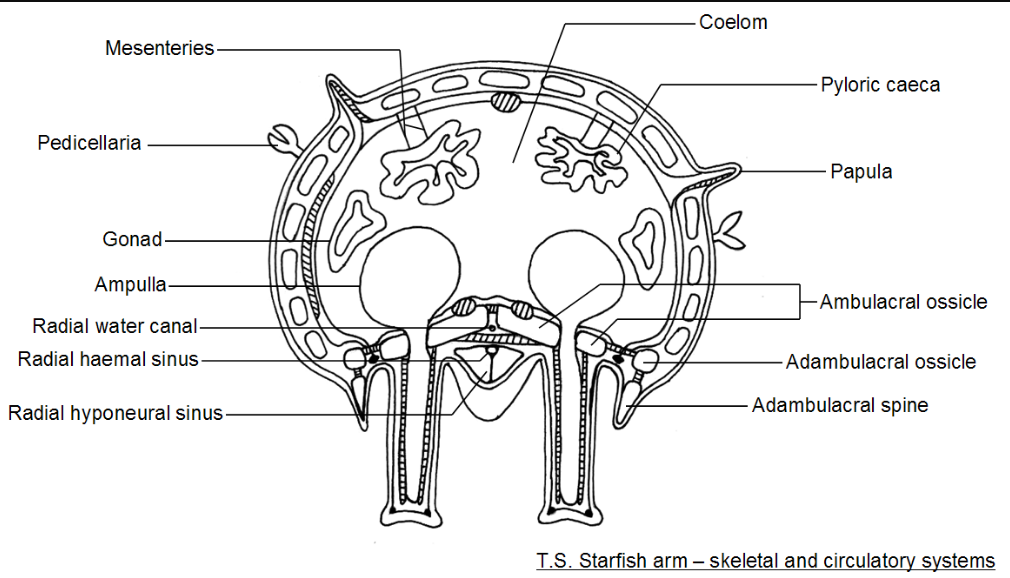 Coelom
Mesenteries
Pyloric caeca
Pedicellaria
Papula
Gonad
Ampulla
Ambulacral ossicle
Radial water canal
Radial haemal sinus
Adambulacral ossicle
Adambulacral spine
Radial hyponeural sinus
T.S. Starfish arm – skeletal and circulatory systems